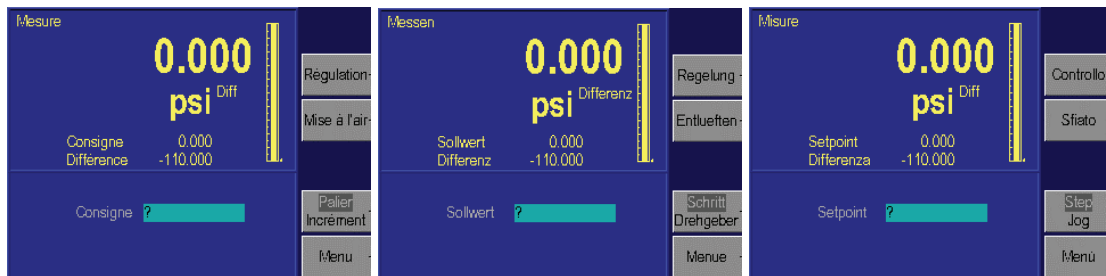 Mesure
0.000
psi Diff
Consigne 0.000
Différence -110.000
Consigne ?
Régulation
Mise à l'air
Palier
Incrément
Menu
Messen
0.000
psi Differenz
Sollwert 0.000
Differenz -110.000
Sollwert ?
Regelung
Entlueften
Schritt
Drehgeber
Menue
Misure
0.000
psi Diff
Setpoint 0.000
Differenza -110.000
Setpoint ?
Controllo
Sfiato
Step
Jog
Menù